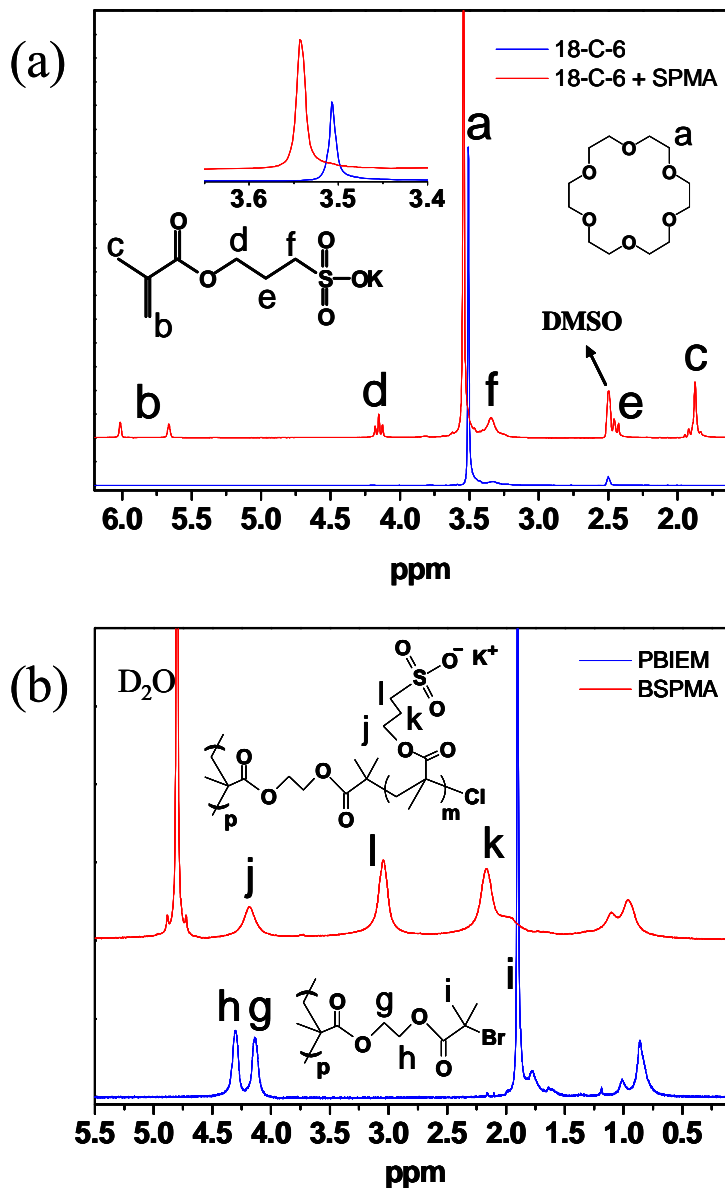 (a)
18-C-6
18-C-6 + SPMA
a
a
3.6 3.5 3.4
c
O
O
d
e
f
O
S
O
OK
b
O
O
O
O
O
O
DMSO
b
d
f
e
c
6.0 5.5 5.0 4.5 4.0 3.5 3.0 2.5 2.0
ppm
(b)
D2O
PBIEM
BSPMA
O
S
O
O− K+
l
k
j
O
O
p
O
O
O
O
m
Cl
j
l
k
h
g
i
p
O
O
g
h
O
O
i
Br
5.5 5.0 4.5 4.0 3.5 3.0 2.5 2.0 1.5 1.0 0.5
ppm